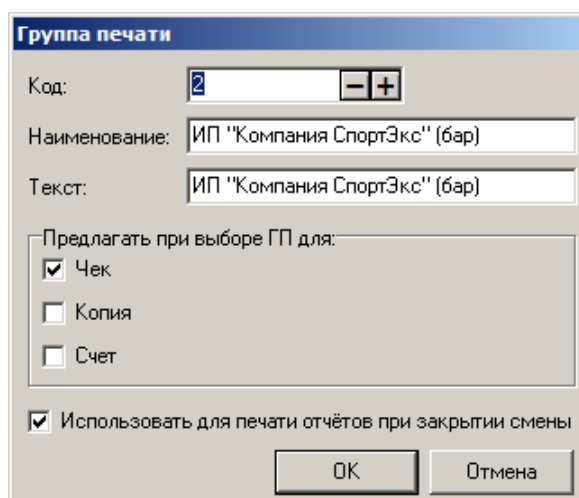 Группа печати
Код: 2
Наименование: ИП "Компания СпортЭкс" (бар)
Текст: ИП "Компания СпортЭкс" (бар)
Предлагать при выборе ГП для:
Чек
Копия
Счет
Использовать для печати отчётов при закрытии смены
ОК Отмена